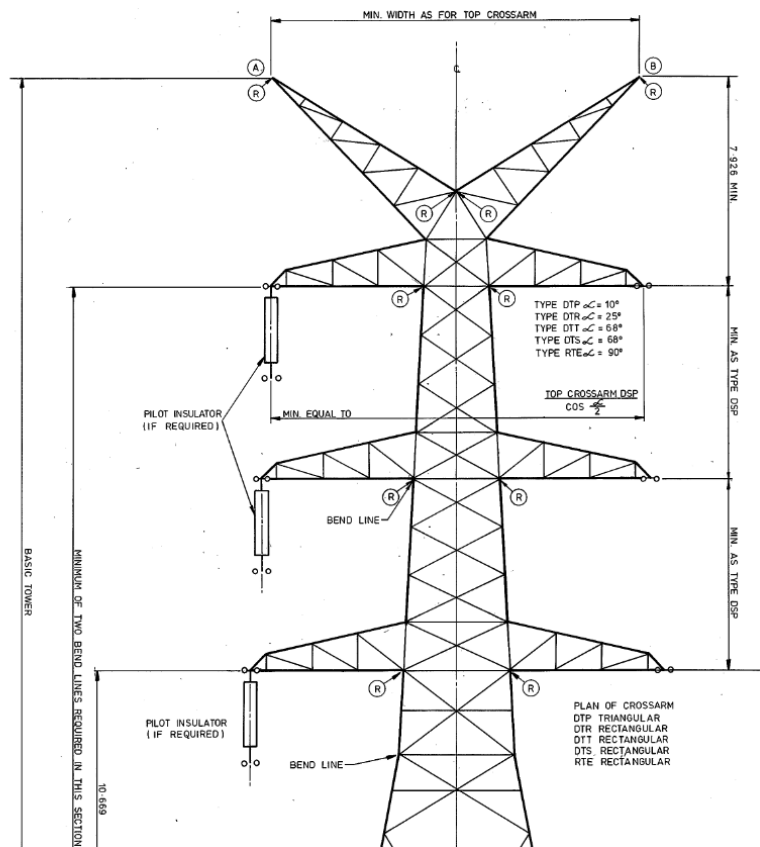 MIN. WIDTH AS FOR TOP CROSSARM
A
B
R
R
℄
7·926 MIN.
R
R
R
R
TYPE DTP ∝ = 10°
TYPE DTR ∝ = 25°
TYPE DTT ∝ = 68°
TYPE DTS ∝ = 68°
TYPE RTE ∝ = 90°
MIN. AS TYPE DSP
TOP CROSSARM DSP
COS ∝/2
MIN. EQUAL TO
PILOT INSULATOR
(IF REQUIRED)
R
R
BEND LINE
BASIC TOWER
MINIMUM OF TWO BEND LINES REQUIRED IN THIS SECTION
MIN. AS TYPE DSP
R
R
PILOT INSULATOR
(IF REQUIRED)
PLAN OF CROSSARM
DTP TRIANGULAR
DTR RECTANGULAR
DTT RECTANGULAR
DTS RECTANGULAR
RTE RECTANGULAR
BEND LINE
10·669